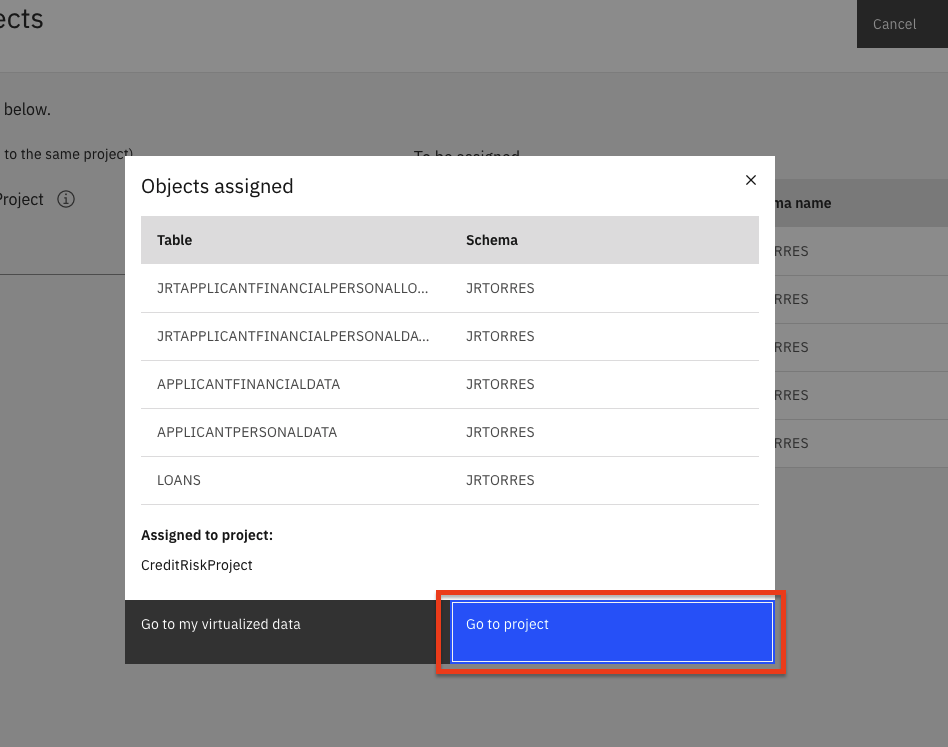 ects
Cancel
below.
to the same project)
To be assigned
Project
ma name
RRES
RRES
RRES
RRES
RRES
Objects assigned
Table Schema
JRTAPPLICANTFINANCIALPERSONALLO... JRTORRES
JRTAPPLICANTFINANCIALPERSONALDA... JRTORRES
APPLICANTFINANCIALDATA JRTORRES
APPLICANTPERSONALDATA JRTORRES
LOANS JRTORRES
Assigned to project:
CreditRiskProject
Go to my virtualized data Go to project